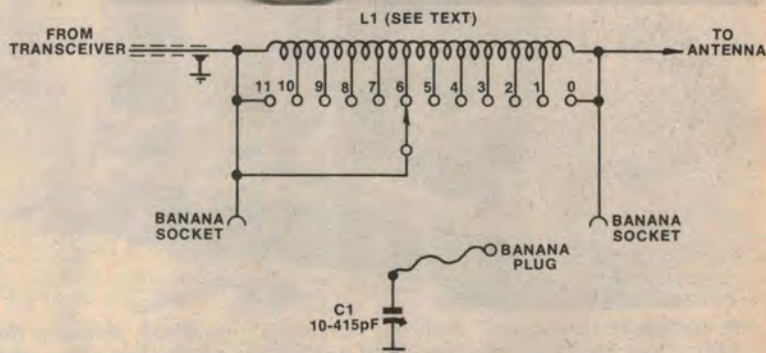 L1 (SEE TEXT)
FROM
TRANSCEIVER
TO
ANTENNA
11 10 9 8 7 6 5 4 3 2 1 0
BANANA
SOCKET
BANANA
SOCKET
BANANA
PLUG
C1
10-415pF